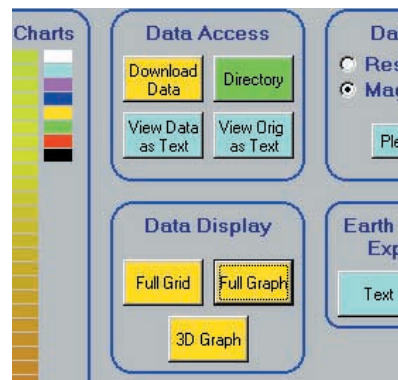 Charts
Data Access
Download
Data
Directory
View Data
as Text
View Orig
as Text
Data Display
Full Grid
Full Graph
3D Graph
Da
Res
Mag
Ple
Earth
Exp
Text